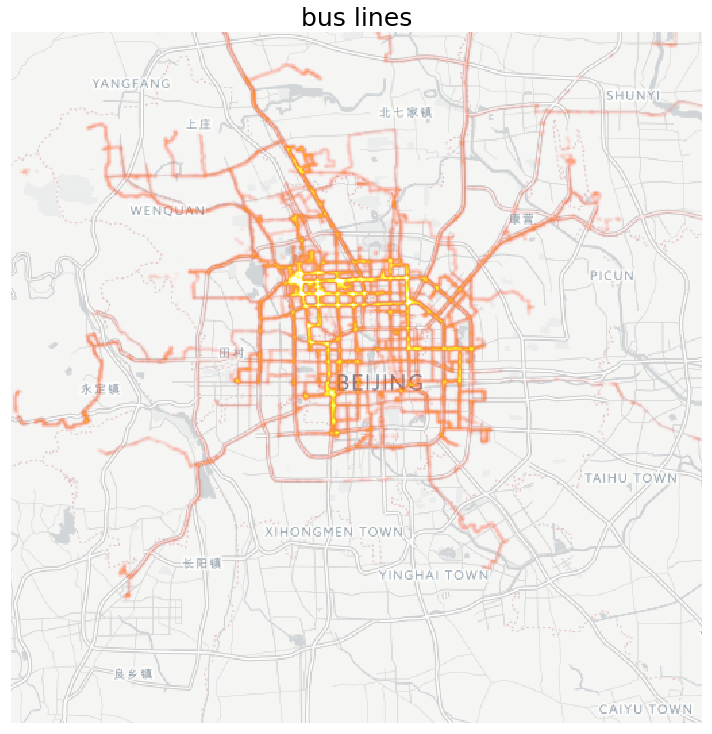 bus lines
YANGFANG
SHUNYI
北七家镇
上庄
WENQUAN
康营
PICUN
田村
BEIJING
永定镇
TAIHU TOWN
XIHONGMEN TOWN
长阳镇
YINGHAI TOWN
良乡镇
CAIYU TOWN